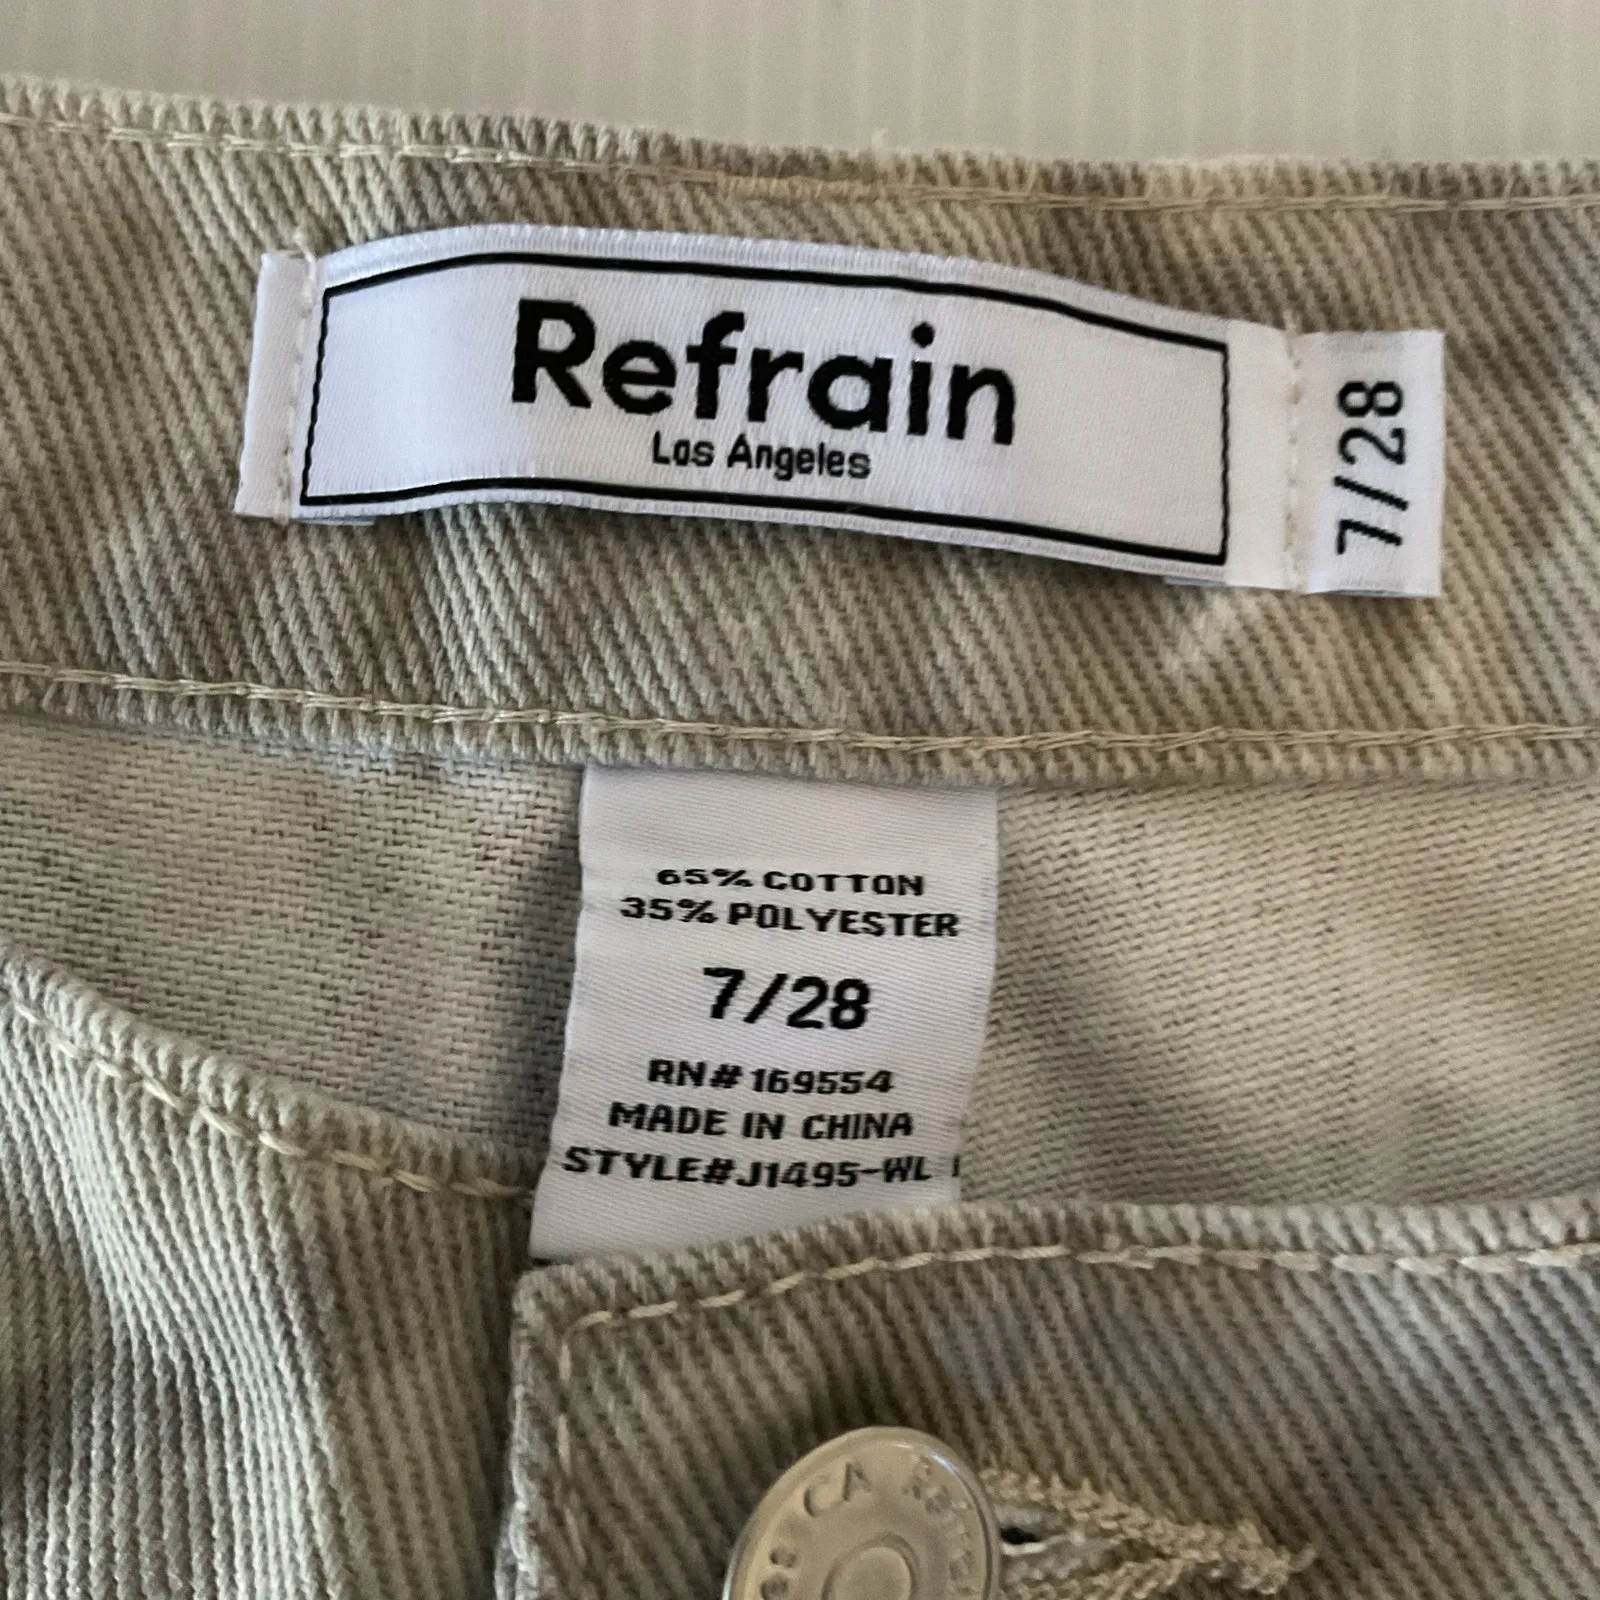 Refrain
Los Angeles
7/28
65% COTTON
35% POLYESTER
7/28
RN# 169554
MADE IN CHINA
STYLE#J1495-WL
CA